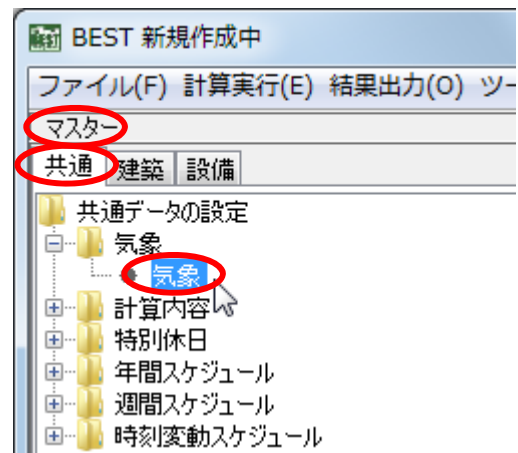 BEST 新規作成中
ファイル(F) 計算実行(E) 結果出力(O) ツー
マスター
共通 建築 設備
共通データの設定
気象
気象
計算内容
特別休日
年間スケジュール
週間スケジュール
時刻変動スケジュール